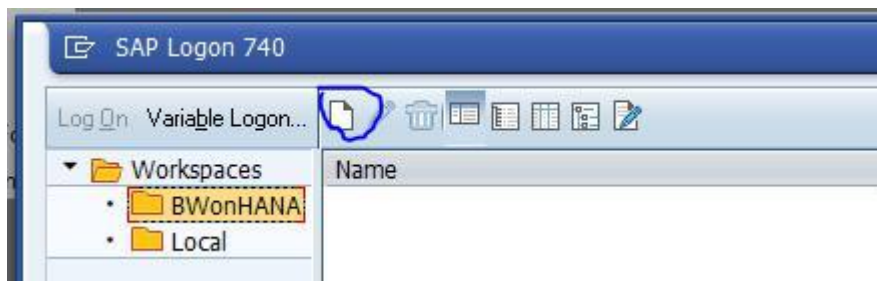 SAP Logon 740
Log On Variable Logon...
Workspaces Name
BWonHANA
Local